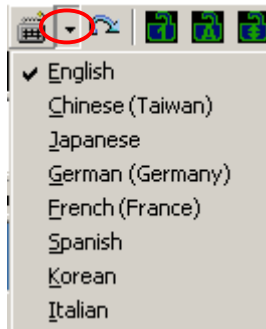 English
Chinese (Taiwan)
Japanese
German (Germany)
French (France)
Spanish
Korean
Italian